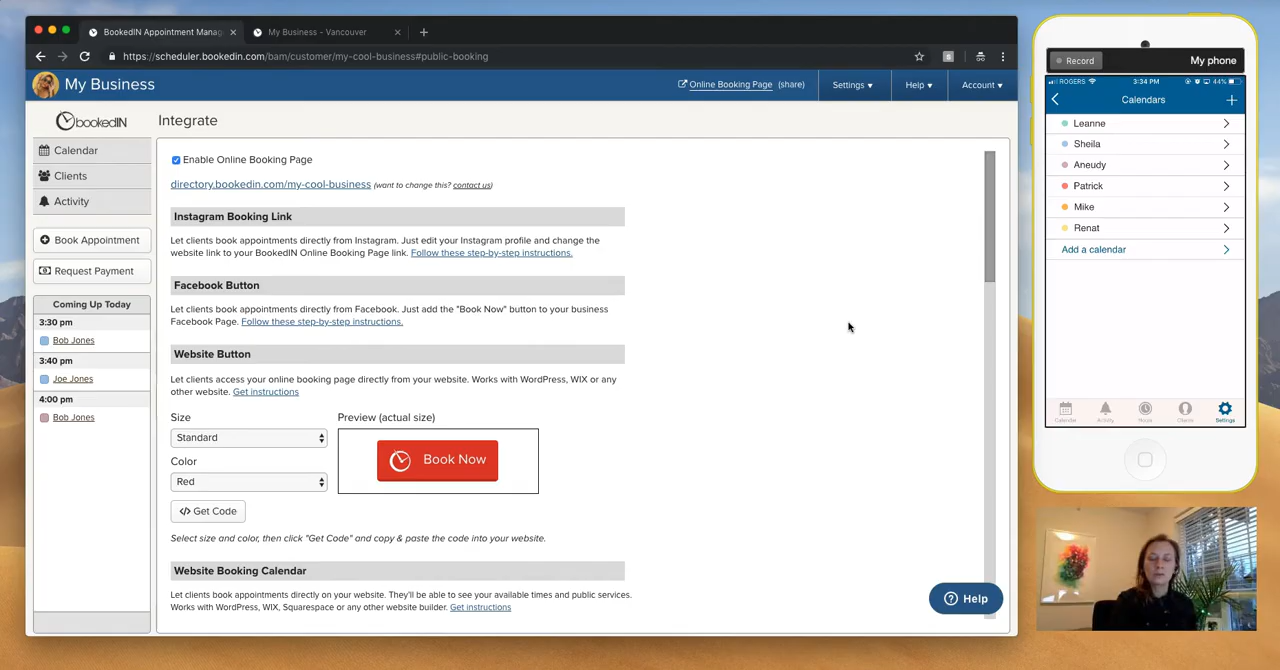 BookedIN Appointment Manag
My Business - Vancouver
https://scheduler.bookedin.com/bam/customer/my-cool-business#public-booking
My Business
Online Booking Page (share)
Settings
Help
Account
bookedIN
Integrate
Calendar
Clients
Activity
Book Appointment
Request Payment
Coming Up Today
3:30 pm
Bob Jones
3:40 pm
Joe Jones
4:00 pm
Bob Jones
Enable Online Booking Page
directory.bookedin.com/my-cool-business (want to change this? contact us)
Instagram Booking Link
Let clients book appointments directly from Instagram. Just edit your Instagram profile and change the
website link to your BookedIN Online Booking Page link. Follow these step-by-step instructions.
Facebook Button
Let clients book appointments directly from Facebook. Just add the "Book Now" button to your business
Facebook Page. Follow these step-by-step instructions.
Website Button
Let clients access your online booking page directly from your website. Works with WordPress, WIX or any
other website. Get instructions
Size
Preview (actual size)
Standard
Color
Red
Book Now
</> Get Code
Select size and color, then click "Get Code" and copy & paste the code into your website.
Website Booking Calendar
Let clients book appointments directly on your website. They'll be able to see your available times and public services.
Works with WordPress, WIX, Squarespace or any other website builder. Get instructions
Help
Record
My phone
ROGERS
3:34 PM
44%
Calendars
Leanne
Sheila
Aneudy
Patrick
Mike
Renat
Add a calendar
Calendar
Activity
Hours
Clients
Settings